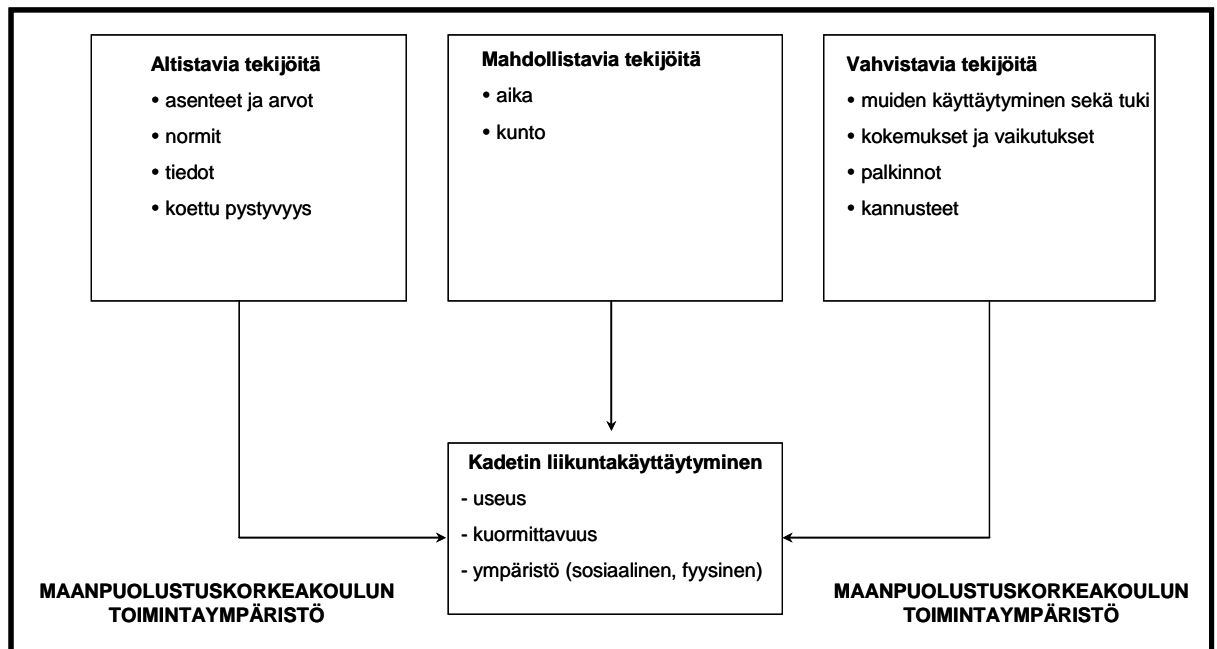 Altistavia tekijöitä
• asenteet ja arvot
• normit
• tiedot
• koettu pystyvyys
Mahdollistavia tekijöitä
• aika
• kunto
Vahvistavia tekijöitä
• muiden käyttäytyminen sekä tuki
• kokemukset ja vaikutukset
• palkinnot
• kannusteet
Kadetin liikuntakäyttäytyminen
- useus
- kuormittavuus
- ympäristö (sosiaalinen, fyysinen)
MAANPUOLUSTUSKORKEAKOULUN
TOIMINTAYMPÄRISTÖ
MAANPUOLUSTUSKORKEAKOULUN
TOIMINTAYMPÄRISTÖ